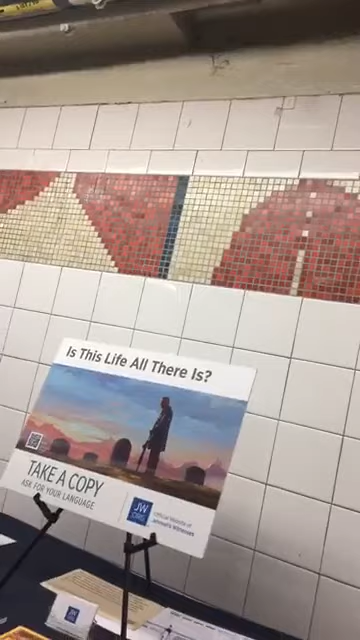 Is This Life All There Is?
TAKE A COPY
ASK FOR YOUR LANGUAGE
JW
.ORG
Official Website of
Jehovah's Witnesses